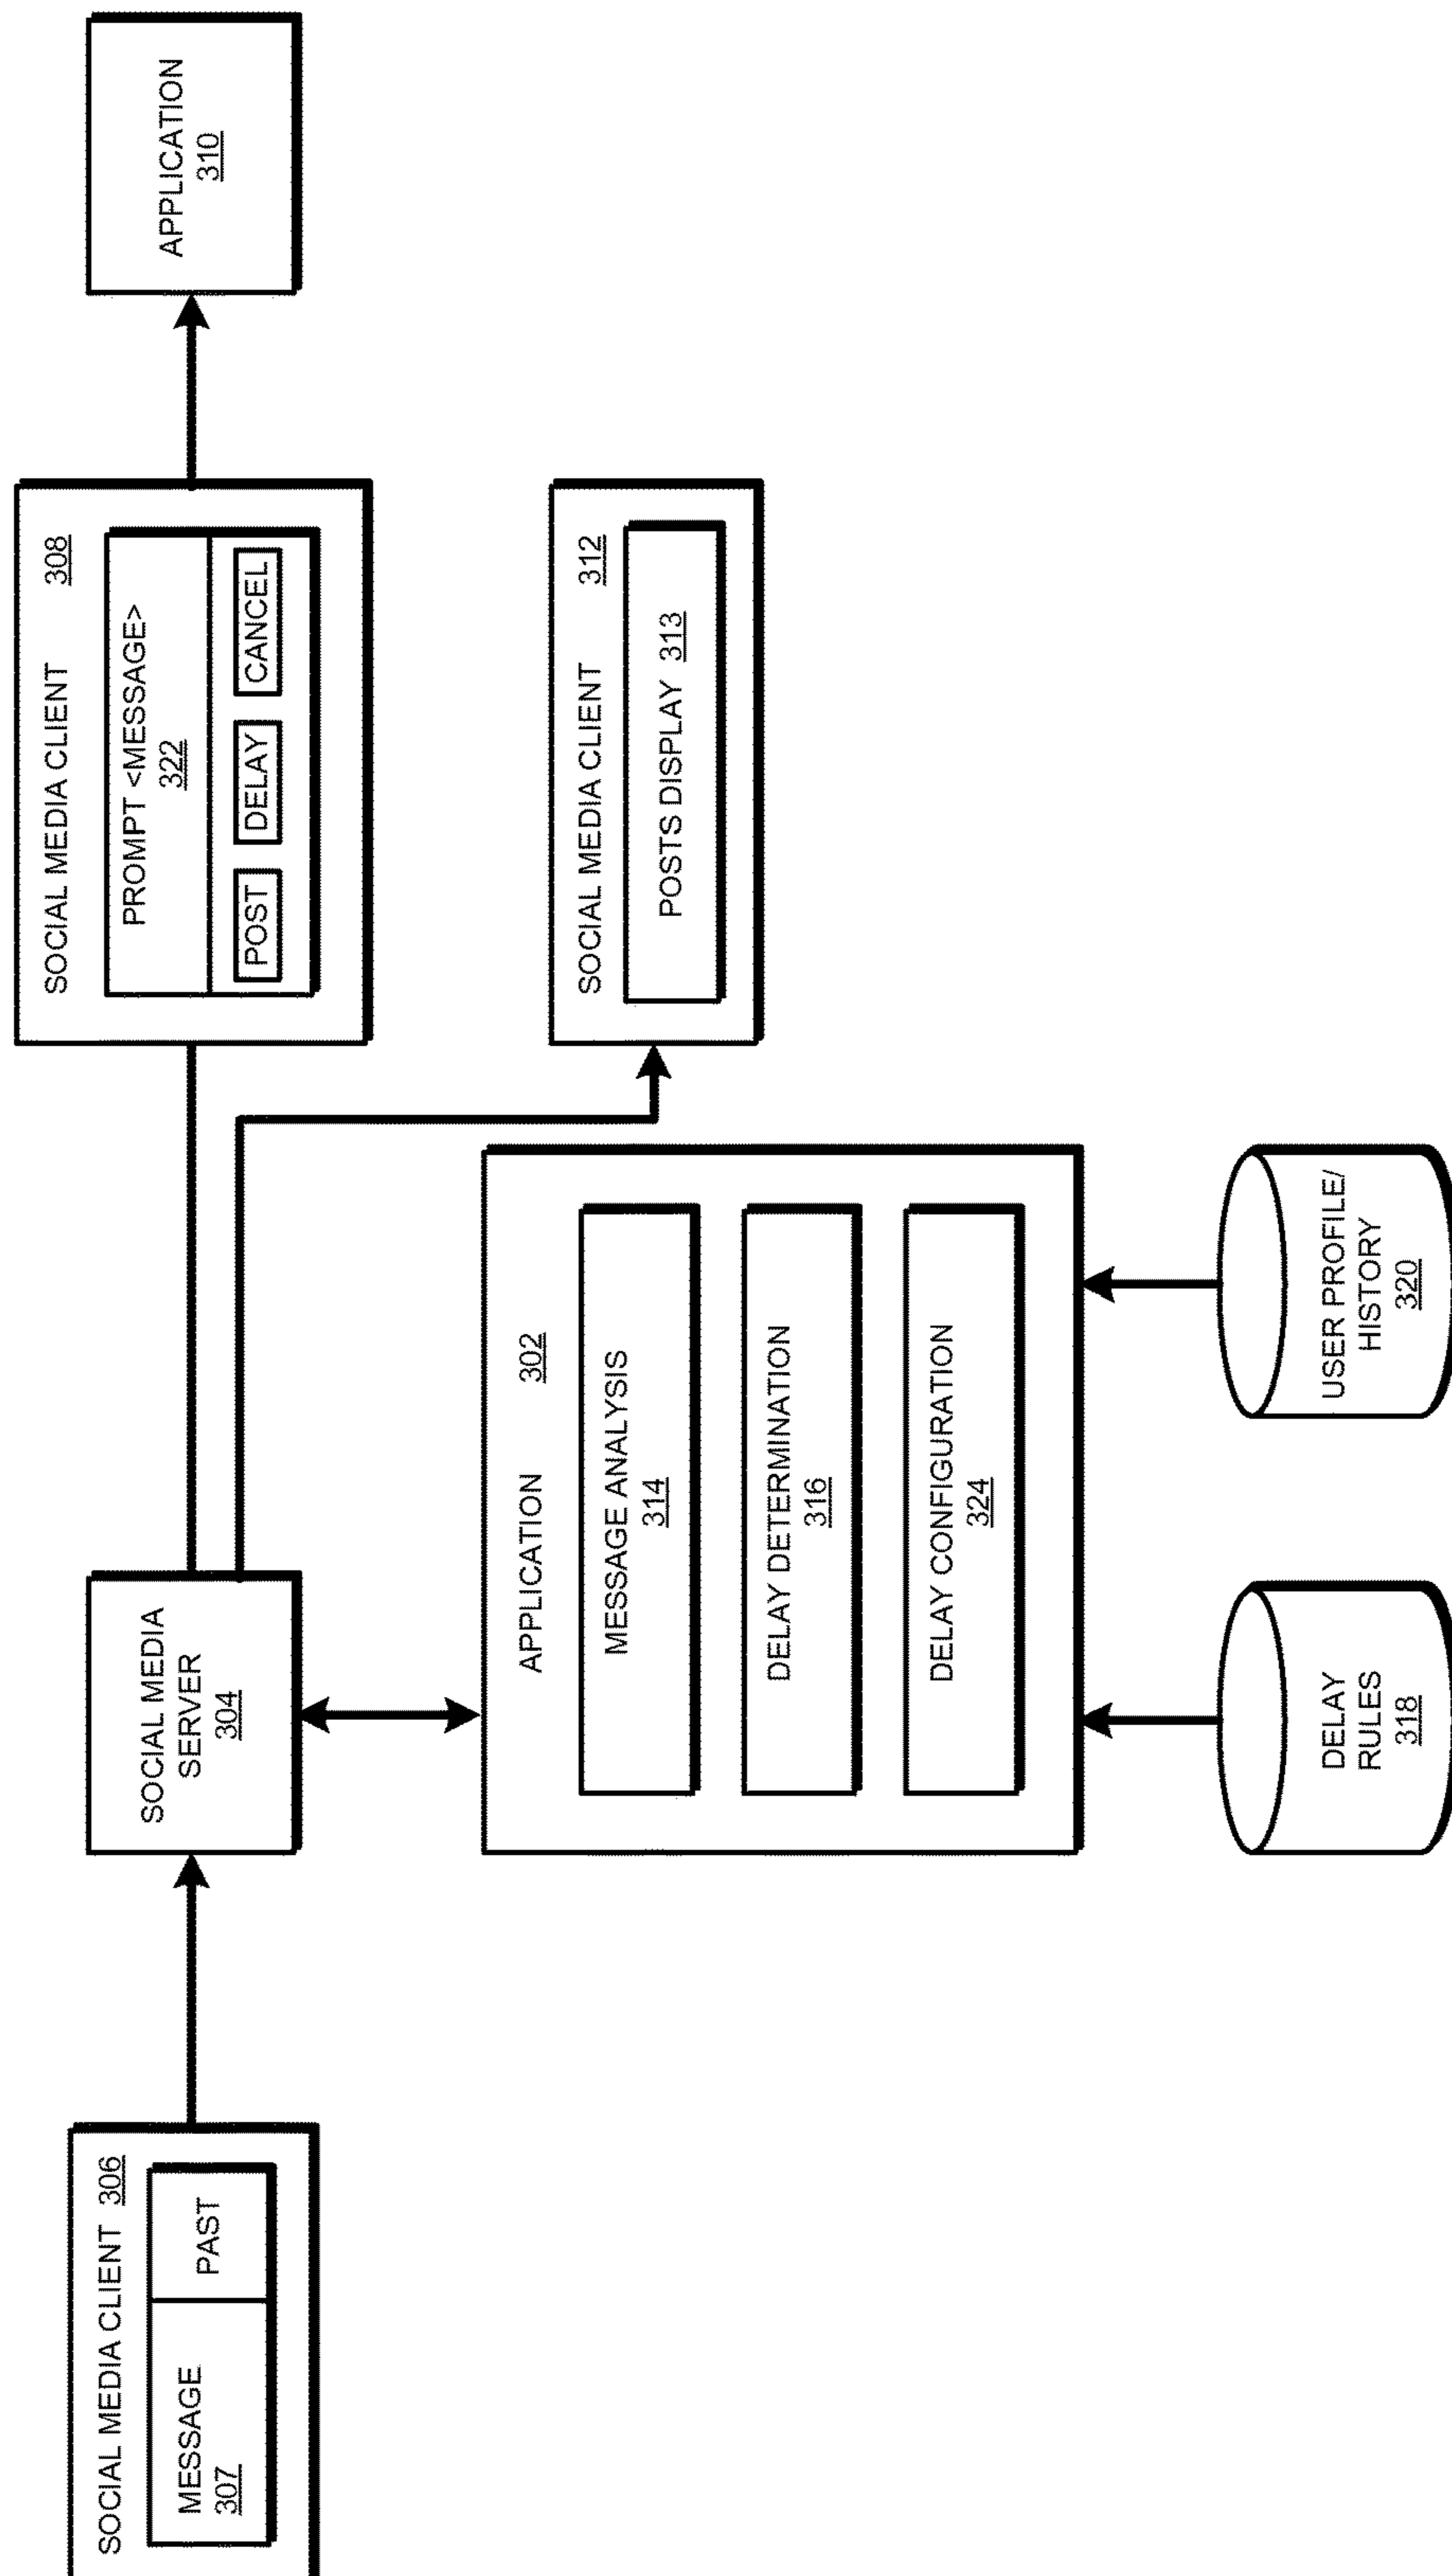 SOCIAL MEDIA CLIENT 306
MESSAGE
307
PAST
SOCIAL MEDIA
SERVER
304
SOCIAL MEDIA CLIENT 308
PROMPT <MESSAGE>
322
POST DELAY CANCEL
APPLICATION
310
SOCIAL MEDIA CLIENT 312
POSTS DISPLAY 313
APPLICATION 302
MESSAGE ANALYSIS
314
DELAY DETERMINATION
316
DELAY CONFIGURATION
324
DELAY
RULES
318
USER PROFILE/
HISTORY
320